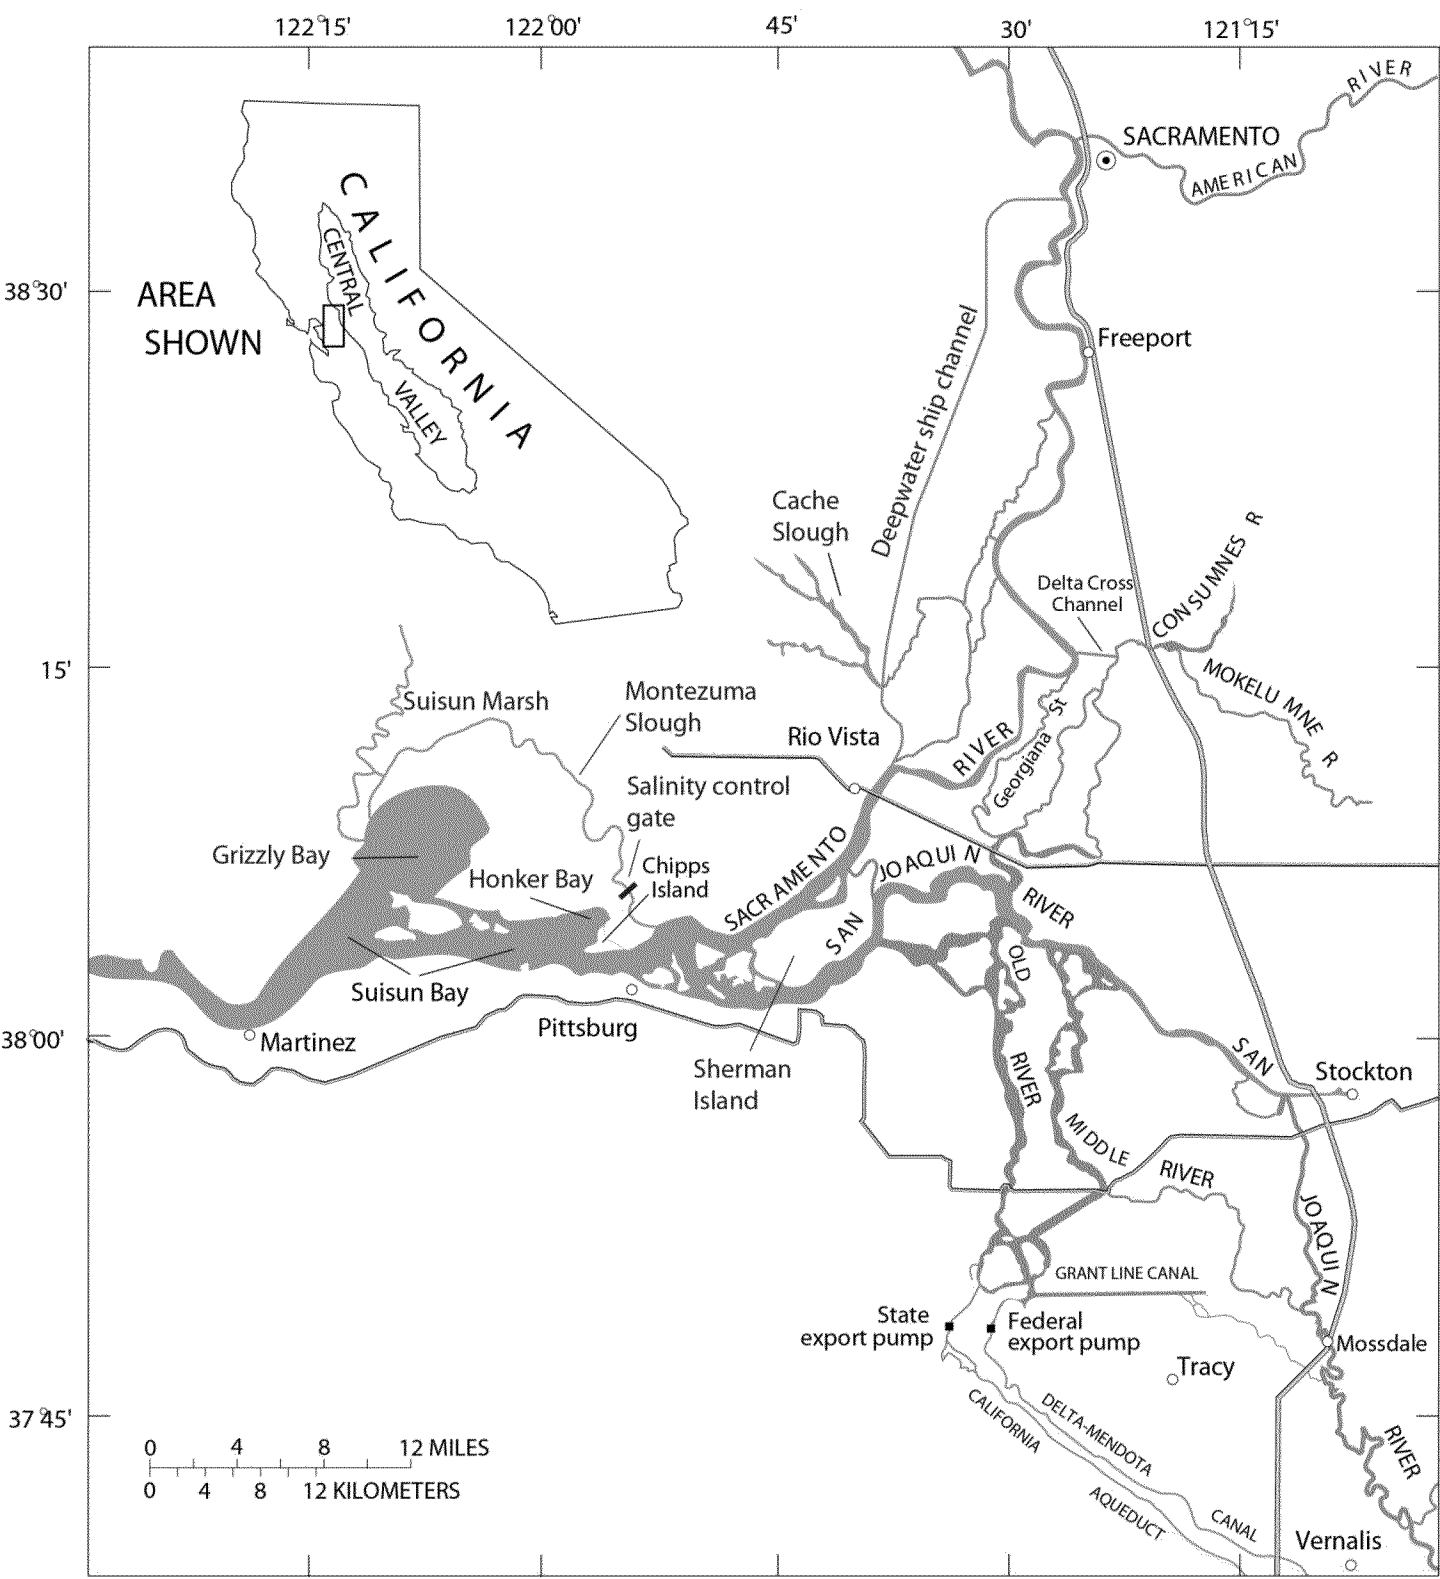 122°15'
122°00'
45'
30'
121°15'
RIVER
SACRAMENTO
AMERICAN
CALIFORNIA
CENTRAL
VALLEY
38°30'
AREA
SHOWN
Freeport
Deepwater ship channel
Cache
Slough
Delta Cross
Channel
CONSUMNES R
15'
MOKELUMNE R
Suisun Marsh
Montezuma
Slough
Rio Vista
RIVER
Georgiana St
Salinity control
gate
Grizzly Bay
Honker Bay
Chipps
Island
SACRAMENTO
JOAQUIN
SAN
RIVER
OLD
Suisun Bay
Pittsburg
38°00'
Martinez
Sherman
Island
RIVER
SAN
Stockton
MIDDLE
RIVER
JOAQUIN
GRANT LINE CANAL
State
export pump
Federal
export pump
Mossdale
Tracy
37°45'
CALIFORNIA
DELTA-MENDOTA
RIVER
0 4 8 12 MILES
0 4 8 12 KILOMETERS
AQUEDUCT
CANAL
Vernalis